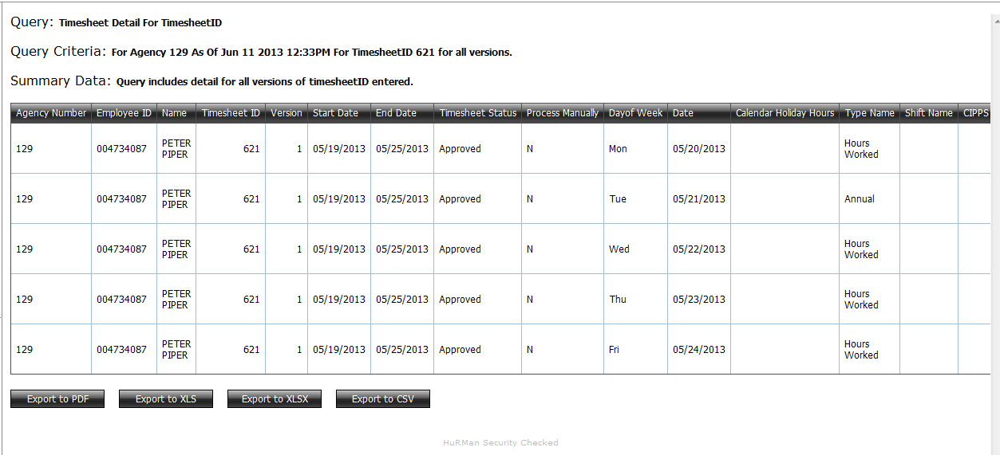 Query: Timesheet Detail For TimesheetID
Query Criteria: For Agency 129 As Of Jun 11 2013 12:33PM For TimesheetID 621 for all versions.
Summary Data: Query includes detail for all versions of timesheetID entered.
Agency Number Employee ID Name Timesheet ID Version Start Date End Date Timesheet Status Process Manually Dayof Week Date Calendar Holiday Hours Type Name Shift Name CIPPS
129 004734087 PETER PIPER 621 1 05/19/2013 05/25/2013 Approved N Mon 05/20/2013 Hours Worked
129 004734087 PETER PIPER 621 1 05/19/2013 05/25/2013 Approved N Tue 05/21/2013 Annual
129 004734087 PETER PIPER 621 1 05/19/2013 05/25/2013 Approved N Wed 05/22/2013 Hours Worked
129 004734087 PETER PIPER 621 1 05/19/2013 05/25/2013 Approved N Thu 05/23/2013 Hours Worked
129 004734087 PETER PIPER 621 1 05/19/2013 05/25/2013 Approved N Fri 05/24/2013 Hours Worked
Export to PDF Export to XLS Export to XLSX Export to CSV
HuRMan Security Checked